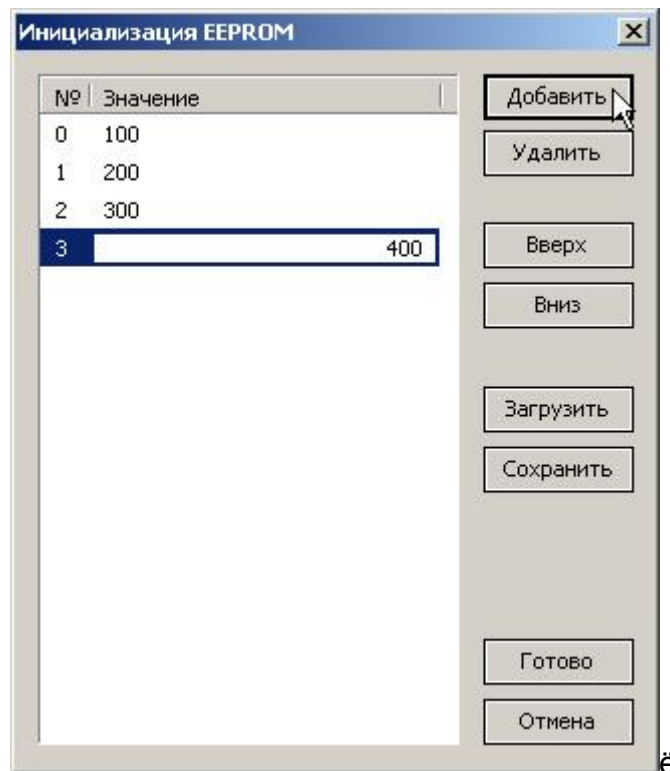 Инициализация EEPROM
№ Значение
0 100
1 200
2 300
3 400
Добавить
Удалить
Вверх
Вниз
Загрузить
Сохранить
Готово
Отмена
ё